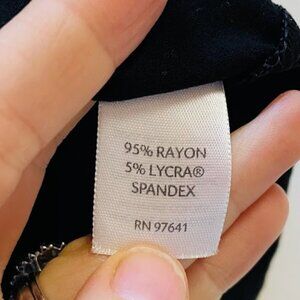 95% RAYON
5% LYCRA®
SPANDEX
RN 97641